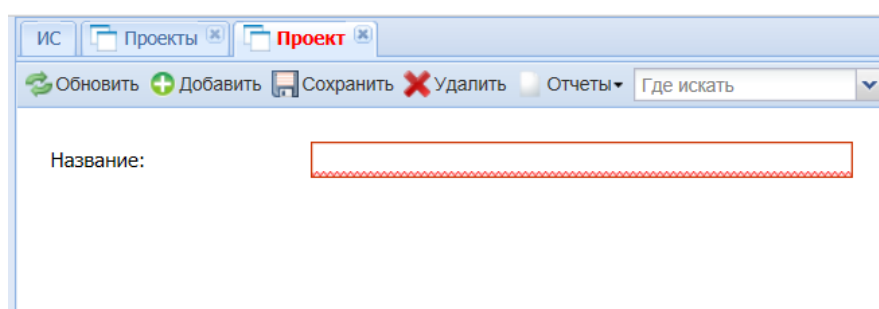 ИС Проекты Проект
Обновить Добавить Сохранить Удалить Отчеты Где искать
Название: